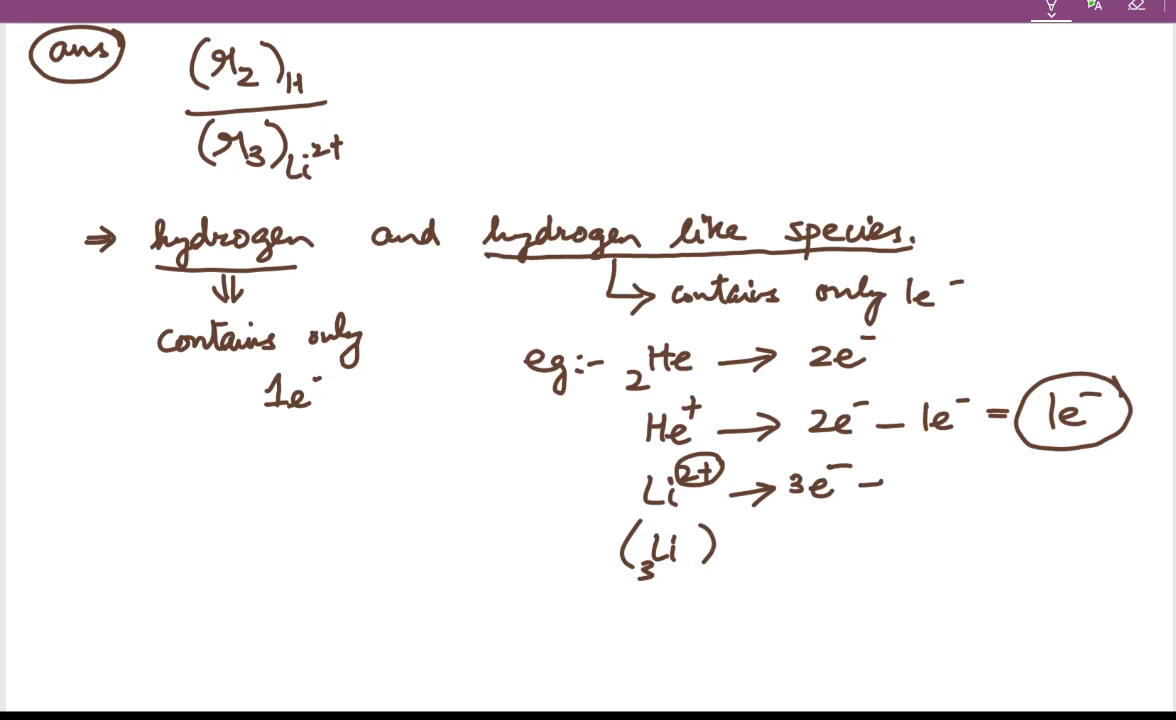 ans
(r₂)H
(r₃)Li²⁺
⇒ hydrogen and hydrogen like species.
⇓
↳ contains only 1e⁻
contains only
1e⁻
eg:- ₂He → 2e⁻
He⁺ → 2e⁻ − 1e⁻ = 1e⁻
Li²⁺ → 3e⁻ −
(₃Li)